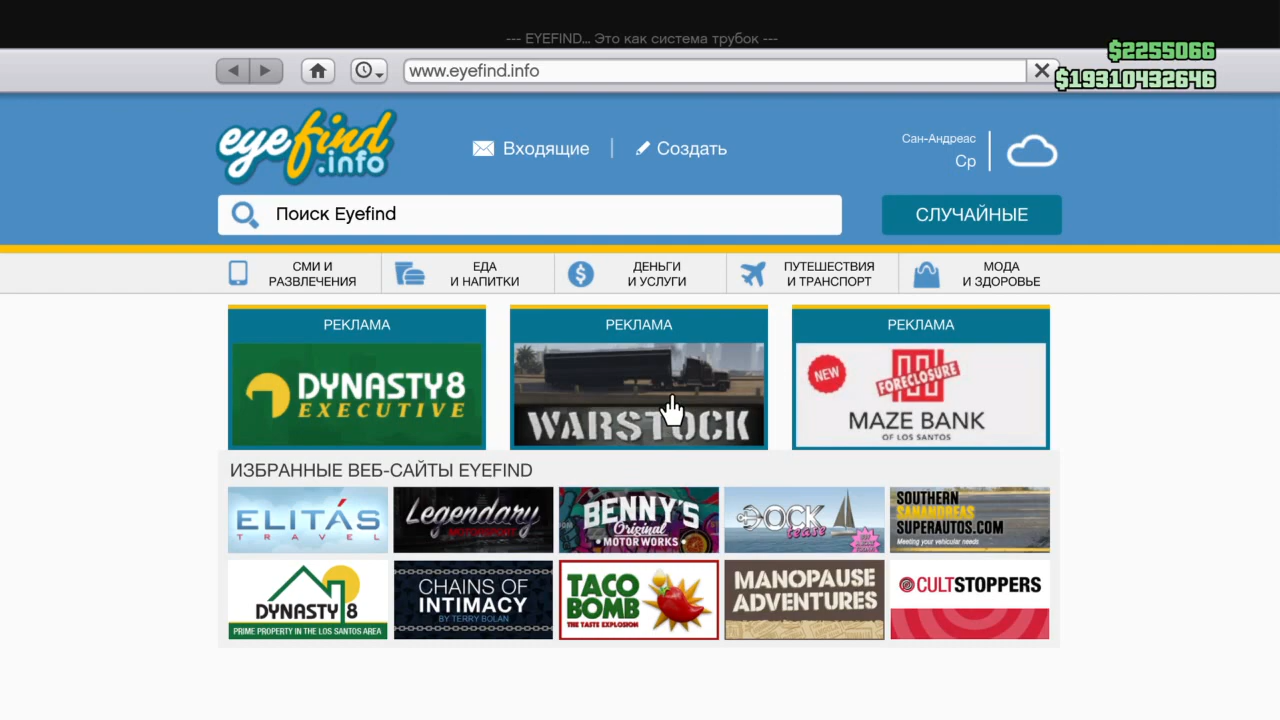 --- EYEFIND... Это как система трубок ---
$2255066
www.eyefind.info
$19310432646
eyefind
.info
Входящие
Создать
Сан-Андреас
Ср
Поиск Eyefind
СЛУЧАЙНЫЕ
СМИ И
РАЗВЛЕЧЕНИЯ
ЕДА
И НАПИТКИ
ДЕНЬГИ
И УСЛУГИ
ПУТЕШЕСТВИЯ
И ТРАНСПОРТ
МОДА
И ЗДОРОВЬЕ
РЕКЛАМА
DYNASTY8
EXECUTIVE
РЕКЛАМА
WARSTOCK
РЕКЛАМА
NEW
FORECLOSURE
MAZE BANK
OF LOS SANTOS
ИЗБРАННЫЕ ВЕБ-САЙТЫ EYEFIND
ELITÁS
TRAVEL
Legendary
MOTORSPORT
BENNY'S
Original
MOTOR WORKS
DOCK
tease
SOUTHERN
SANANDREAS
SUPERAUTOS.COM
Meeting your vehicular needs
DYNASTY 8
PRIME PROPERTY IN THE LOS SANTOS AREA
CHAINS OF
INTIMACY
BY TERRY BOLAN
TACO
BOMB
THE TASTE EXPLOSION
MANOPAUSE
ADVENTURES
CULTSTOPPERS